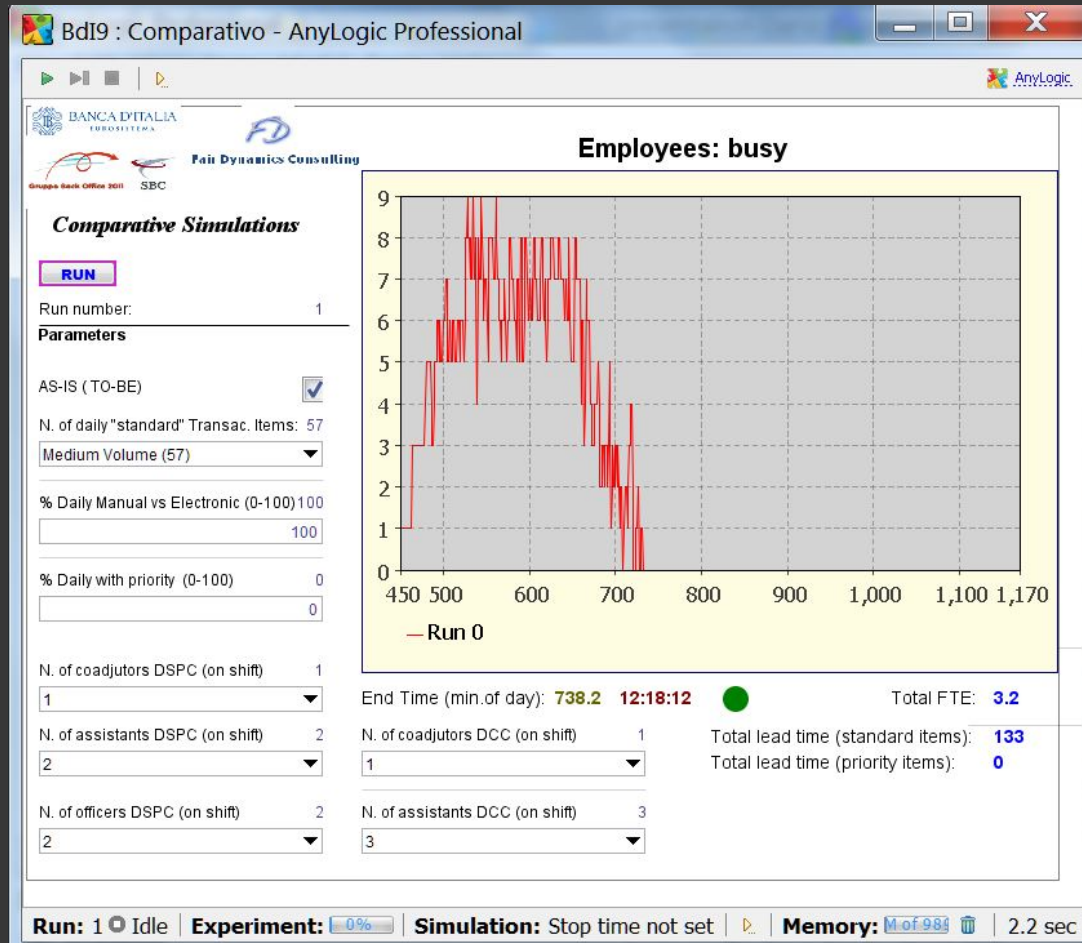 BdI9 : Comparativo - AnyLogic Professional
AnyLogic
BANCA D'ITALIA
EUROSISTEMA
FD
Fair Dynamics Consulting
Gruppo Back Office 2011
SBC
Comparative Simulations
RUN
Run number: 1
Parameters
AS-IS ( TO-BE)
N. of daily "standard" Transac. Items: 57
Medium Volume (57)
% Daily Manual vs Electronic (0-100) 100
100
% Daily with priority (0-100) 0
0
N. of coadjutors DSPC (on shift) 1
1
N. of assistants DSPC (on shift) 2
2
N. of officers DSPC (on shift) 2
2
Employees: busy
9
8
7
6
5
4
3
2
1
0
450 500 600 700 800 900 1,000 1,100 1,170
Run 0
End Time (min.of day): 738.2 12:18:12
Total FTE: 3.2
N. of coadjutors DCC (on shift) 1
1
Total lead time (standard items): 133
Total lead time (priority items): 0
N. of assistants DCC (on shift) 3
3
Run: 1 Idle | Experiment: 0% | Simulation: Stop time not set | Memory: M of 989 | 2.2 sec